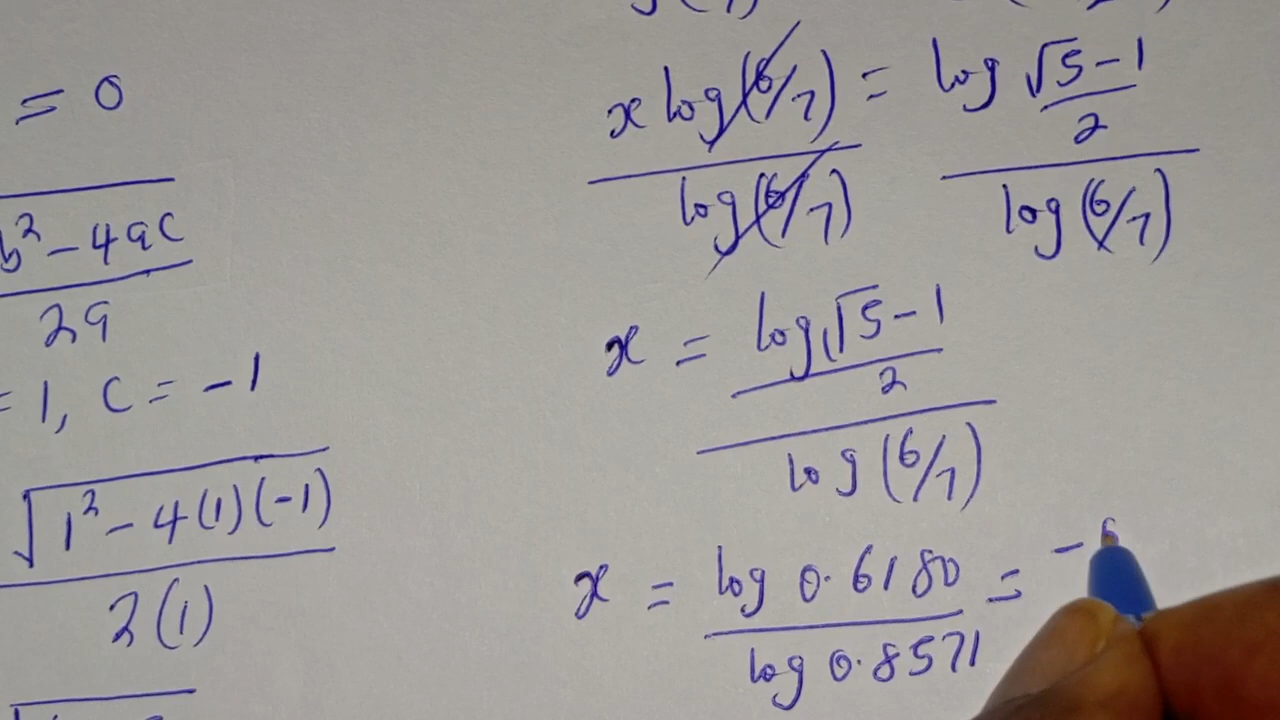 = 0
b² - 4ac
2a
= 1, c = -1
√1² - 4(1)(-1)
2(1)
x log(6/7) = log √5 - 1
2
log(6/7) log(6/7)
x = log(√5 - 1
2
log(6/7)
x = log 0.6180 = -
log 0.8571